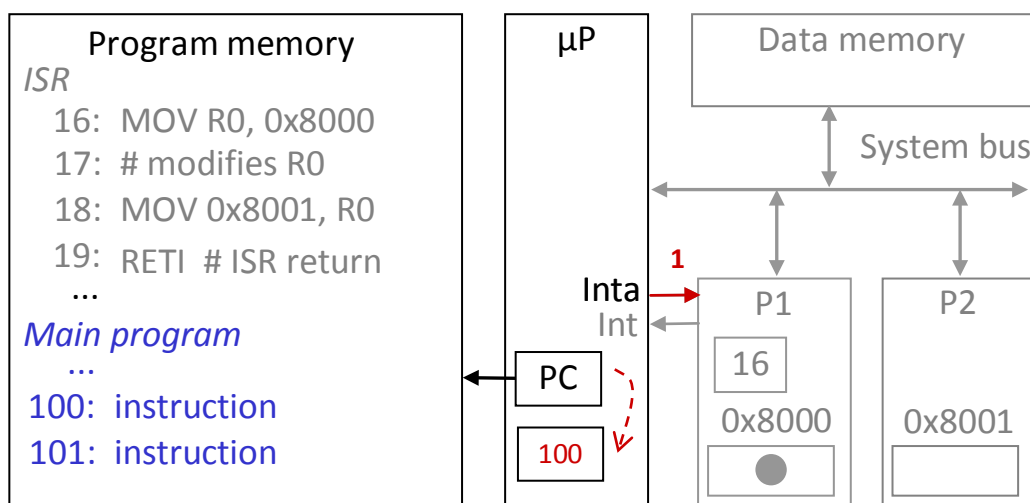 Program memory
ISR
16: MOV R0, 0x8000
17: # modifies R0
18: MOV 0x8001, R0
19: RETI # ISR return
...
Main program
...
100: instruction
101: instruction
μP
Inta
Int
PC
100
Data memory
System bus
1
P1
16
0x8000
P2
0x8001